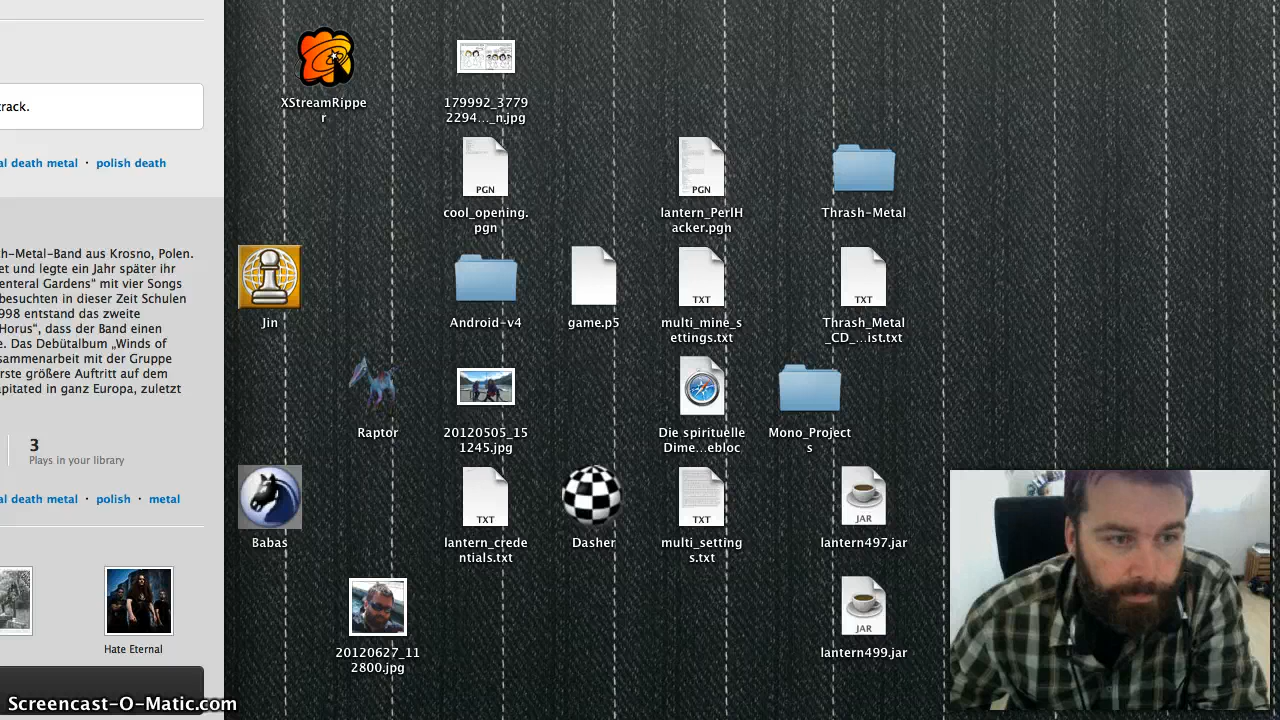 track.
al death metal · polish death
sh-Metal-Band aus Krosno, Polen.
et und legte ein Jahr später ihr
enteral Gardens“ mit vier Songs
besuchten in dieser Zeit Schulen
1998 entstand das zweite
Horus“, dass der Band einen
e. Das Debütalbum „Winds of
sammenarbeit mit der Gruppe
erste größere Auftritt auf dem
capitated in ganz Europa, zuletzt
3
Plays in your library
al death metal · polish · metal
Hate Eternal
XStreamRippe
r
179992_3779
2294..._n.jpg
PGN
cool_opening.
pgn
PGN
lantern_PerlH
acker.pgn
Thrash-Metal
Jin
Android-v4
game.p5
TXT
multi_mine_s
ettings.txt
TXT
Thrash_Metal
_CD_...ist.txt
Raptor
20120505_15
1245.jpg
Die spirituelle
Dime...ebloc
Mono_Project
s
Babas
TXT
lantern_crede
ntials.txt
Dasher
TXT
multi_setting
s.txt
JAR
lantern497.jar
20120627_11
2800.jpg
JAR
lantern499.jar
Screencast-O-Matic.com